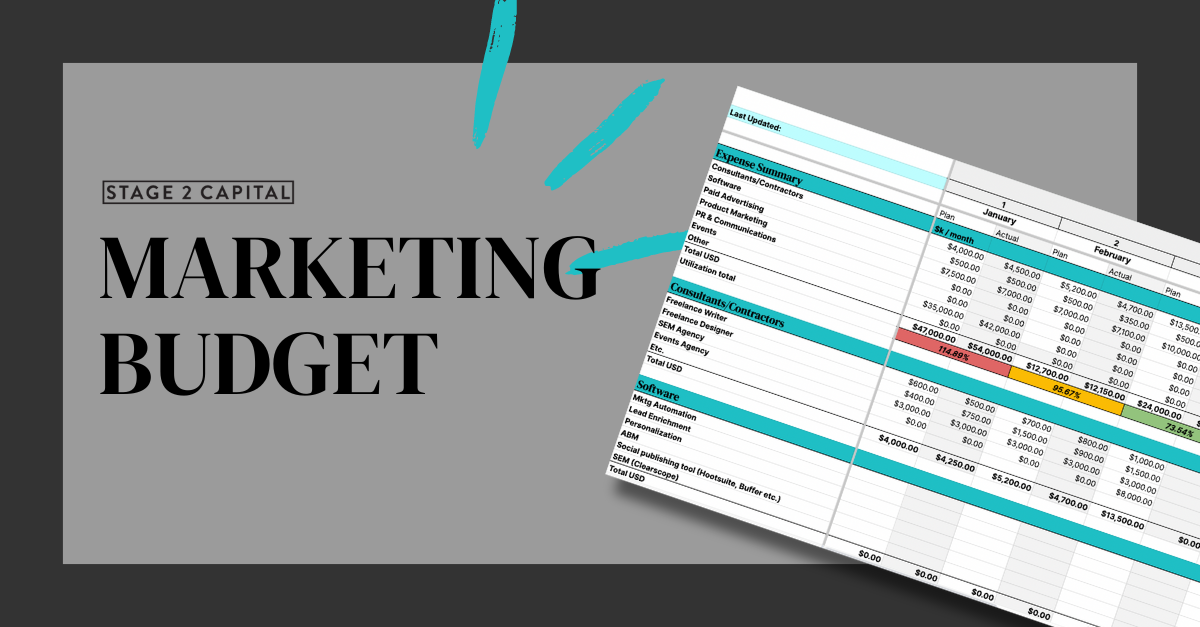 STAGE 2 CAPITAL
MARKETING
BUDGET
Last Updated:
1 2
January February
Plan Actual Plan Actual Plan
Expense Summary $k / month
Consultants/Contractors $4,000.00 $4,500.00 $5,200.00 $4,700.00
Software $500.00 $500.00 $500.00 $350.00
Paid Advertising $7,500.00 $7,000.00 $7,000.00 $7,100.00
Product Marketing $0.00 $0.00 $0.00 $0.00 $0.00
PR & Communications $0.00 $0.00 $0.00 $0.00 $0.00
Events $35,000.00 $42,000.00 $0.00 $0.00 $0.00
Other $0.00 $0.00 $0.00 $0.00 $0.00
Total USD $47,000.00 $54,000.00 $12,700.00 $12,150.00 $24,000.00
Utilization total 114.89% 95.67% 73.54%
Consultants/Contractors
Freelance Writer $600.00 $500.00 $700.00 $800.00 $1,000.00
Freelance Designer $400.00 $750.00 $1,500.00 $900.00 $1,500.00
SEM Agency $3,000.00 $3,000.00 $3,000.00 $3,000.00 $3,000.00
Events Agency $0.00 $0.00 $0.00 $0.00 $8,000.00
Etc.
Total USD $4,000.00 $4,250.00 $5,200.00 $4,700.00 $13,500.00 $0.00
Software
Mktg Automation
Lead Enrichment
Personalization
ABM
Social publishing tool (Hootsuite, Buffer etc.)
SEM (Clearscope)
Total USD $0.00 $0.00 $0.00 $0.00